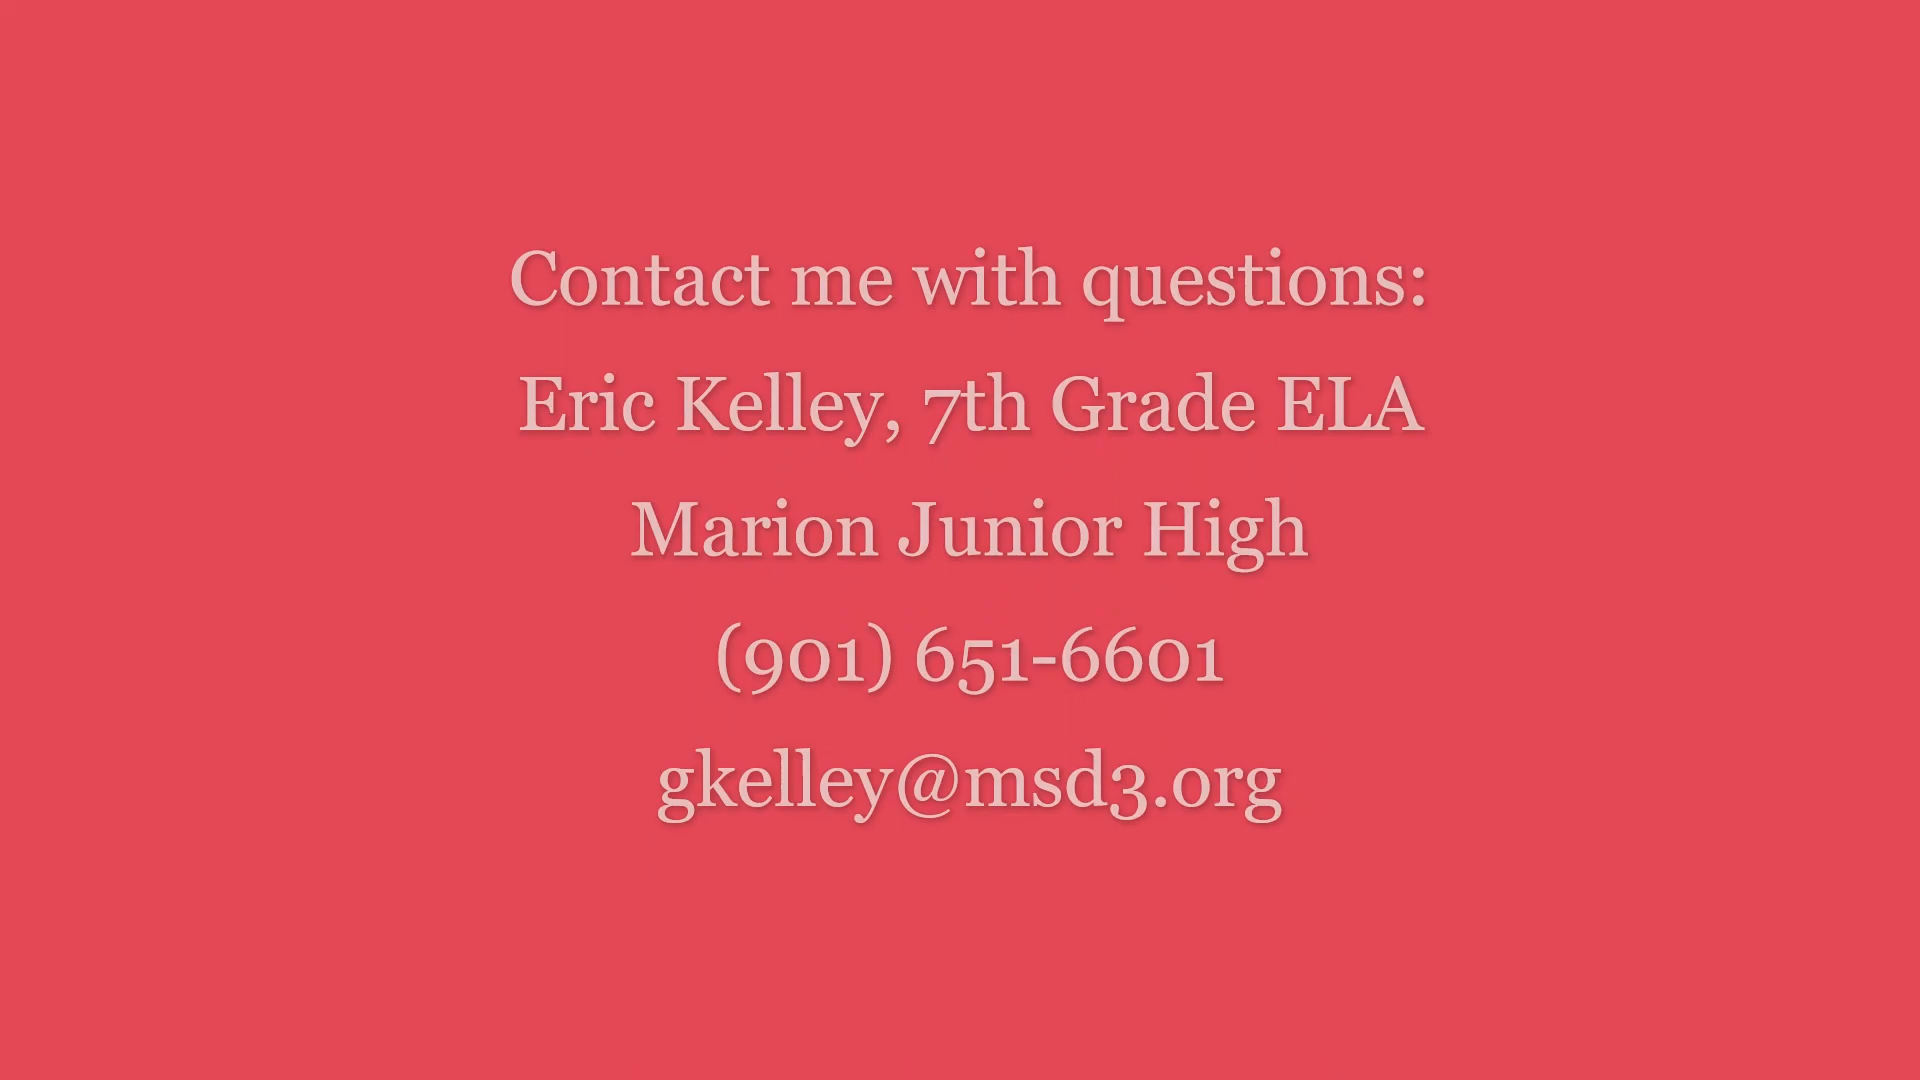 Contact me with questions:
Eric Kelley, 7th Grade ELA
Marion Junior High
(901) 651-6601
gkelley@msd3.org